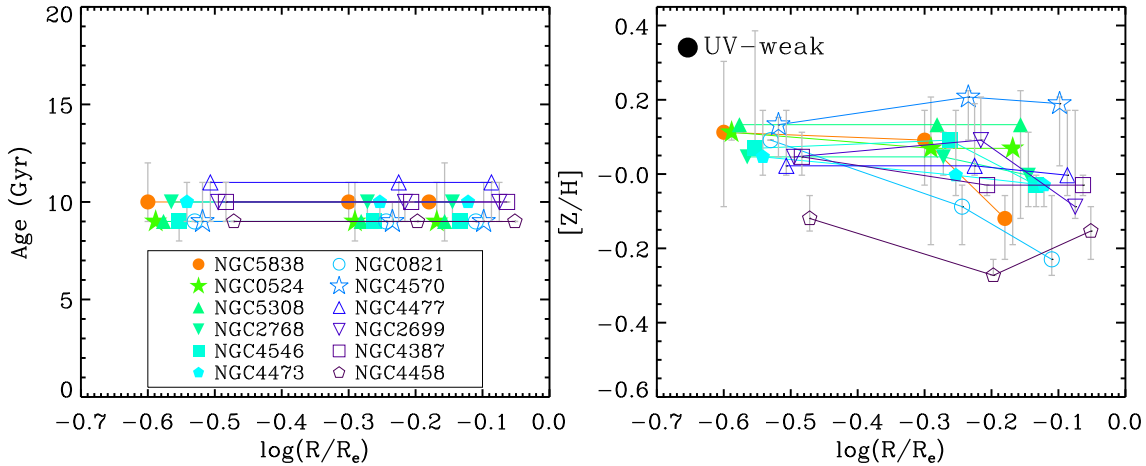 20
15
10
5
0
Age (Gyr)
NGC5838
NGC0524
NGC5308
NGC2768
NGC4546
NGC4473
NGC0821
NGC4570
NGC4477
NGC2699
NGC4387
NGC4458
-0.7 -0.6 -0.5 -0.4 -0.3 -0.2 -0.1 0.0
log(R/Re)
0.4
0.2
-0.0
-0.2
-0.4
-0.6
[Z/H]
UV-weak
-0.7 -0.6 -0.5 -0.4 -0.3 -0.2 -0.1 0.0
log(R/Re)